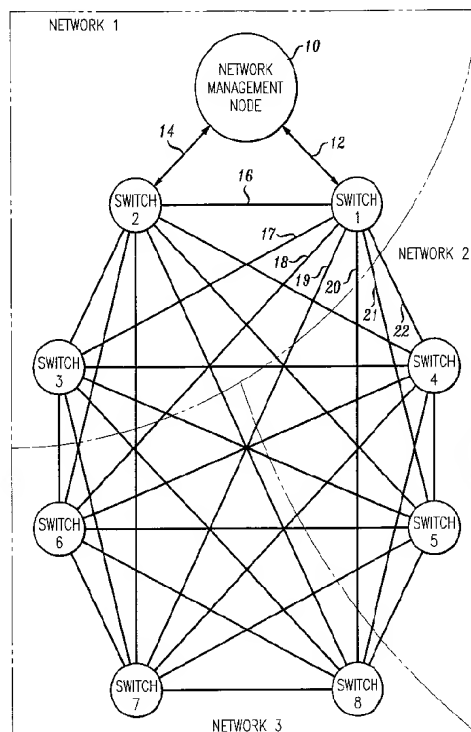 NETWORK 1
10
NETWORK
MANAGEMENT
NODE
14
12
16
SWITCH
2
SWITCH
1
17
18
19
20
21
22
NETWORK 2
SWITCH
3
SWITCH
4
SWITCH
6
SWITCH
5
SWITCH
7
SWITCH
8
NETWORK 3